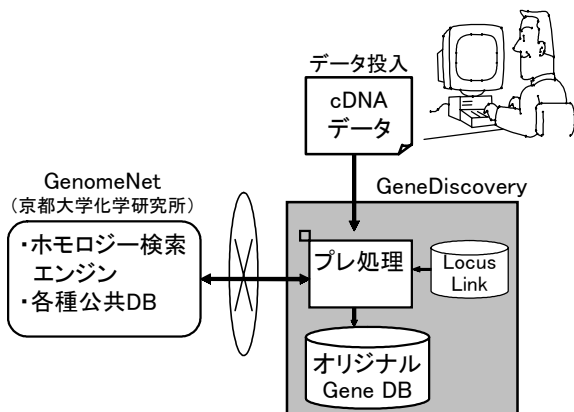 データ投入
cDNA
データ
GenomeNet
(京都大学化学研究所)
・ホモロジー検索
エンジン
・各種公共DB
GeneDiscovery
プレ処理
Locus
Link
オリジナル
Gene DB